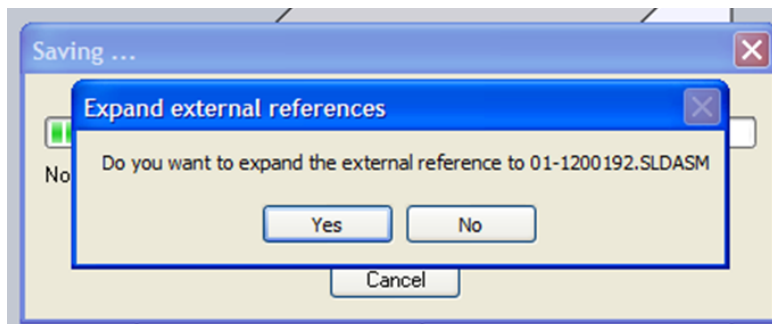 Saving ...
Expand external references
No
Do you want to expand the external reference to 01-1200192.SLDASM
Yes No
Cancel